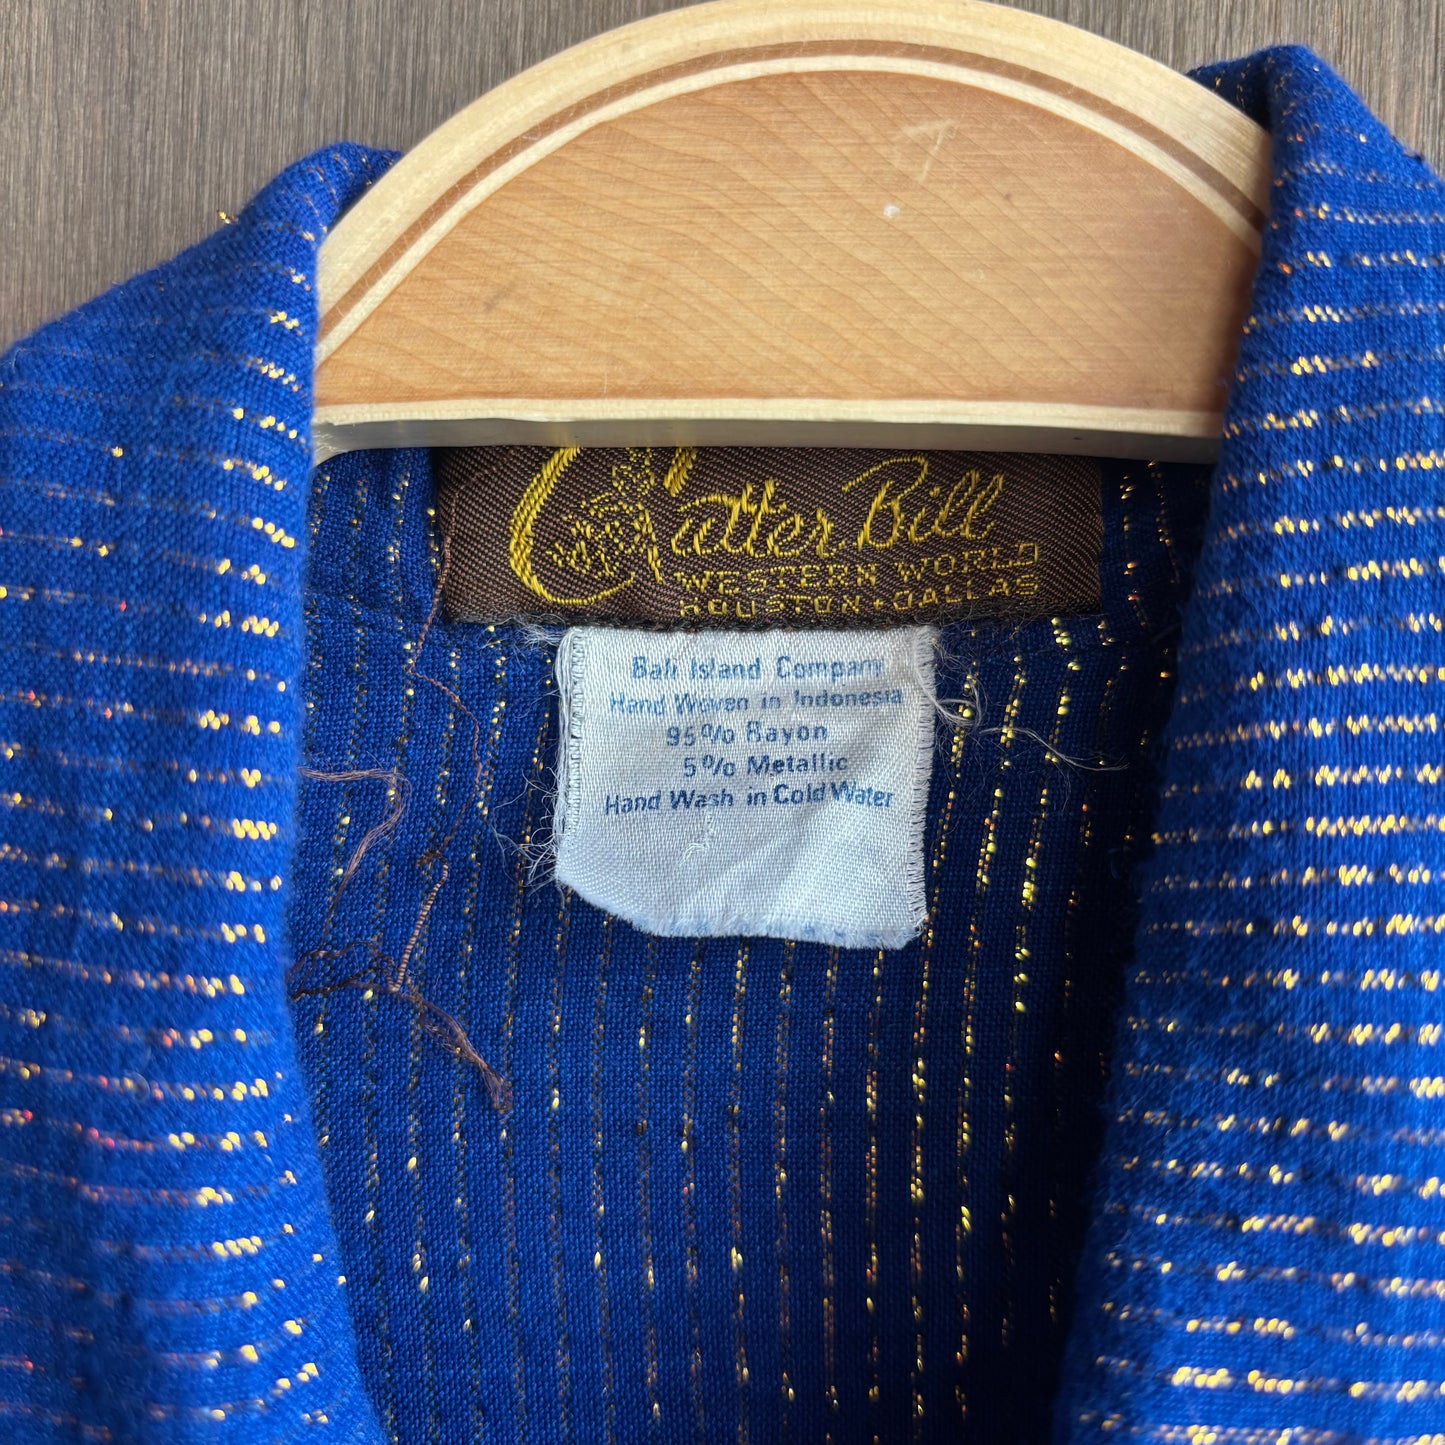 Cutter Bill
WESTERN WORLD
HOUSTON • DALLAS
Bali Island Company
Hand Woven in Indonesia
95% Rayon
5% Metallic
Hand Wash in Cold Water